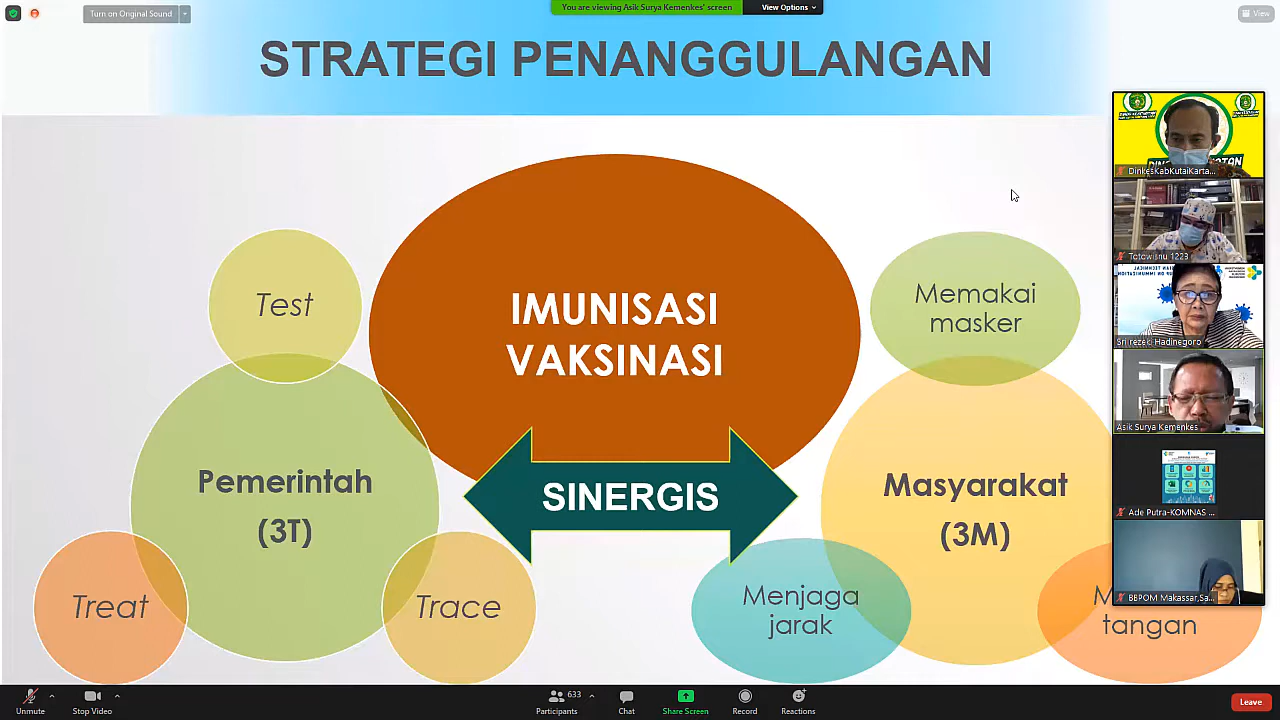 Turn on Original Sound
You are viewing Asik Surya Kemenkes' screen
View Options
View
STRATEGI PENANGGULANGAN
Test
Pemerintah
(3T)
Treat
Trace
IMUNISASI
VAKSINASI
SINERGIS
Memakai
masker
Masyarakat
(3M)
Menjaga
jarak
tangan
DinkesKabKutaiKarta...
Totowisnu 1223
Sri rezeki Hadinegoro
Asik Surya Kemenkes
Ade Putra-KOMNAS ...
BBPOM Makassar.Sa...
Unmute
Stop Video
633
Participants
Chat
Share Screen
Record
Reactions
Leave